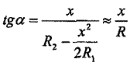 tgα = x / (R₂ − x² / 2R₁) ≈ x / R